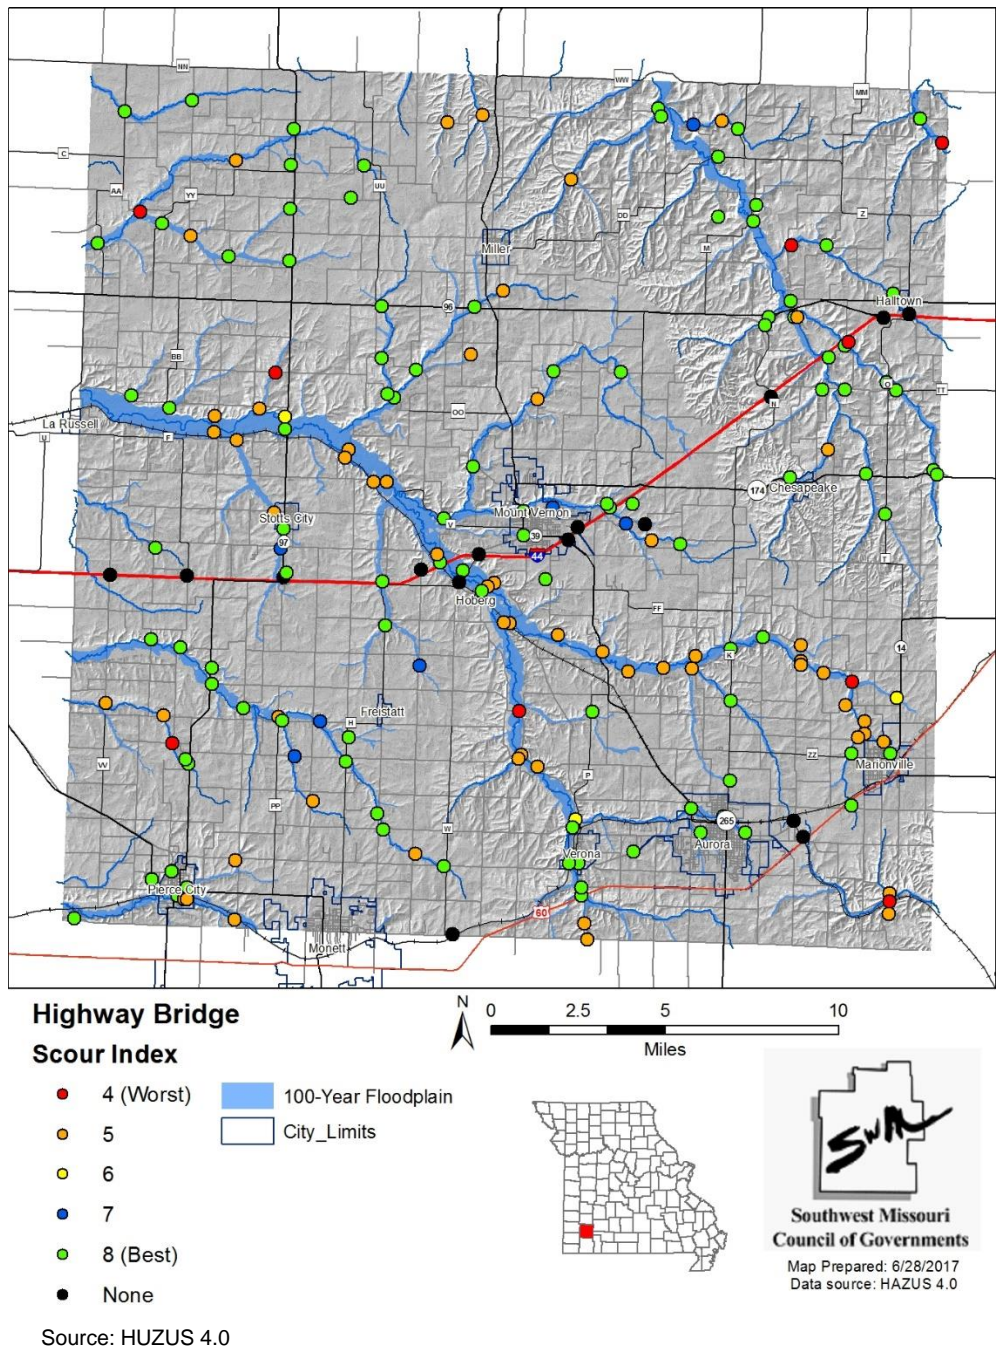 NN
WW
MM
C
AA
YY
UU
DD
Z
Miller
M
96
Halltown
BB
N
O
TT
La Russell
U
F
OO
174
Chesapeake
Stotts City
97
V
Mount Vernon
39
44
T
Hoberg
FF
K
14
Freistatt
H
VV
PP
P
ZZ
Marionville
W
265
Aurora
Verona
Pierce City
60
Monett
Highway Bridge
Scour Index
4 (Worst)
5
6
7
8 (Best)
None
100-Year Floodplain
City_Limits
N
0 2.5 5 10
Miles
SWMC
Southwest Missouri
Council of Governments
Map Prepared: 6/28/2017
Data source: HAZUS 4.0
Source: HUZUS 4.0